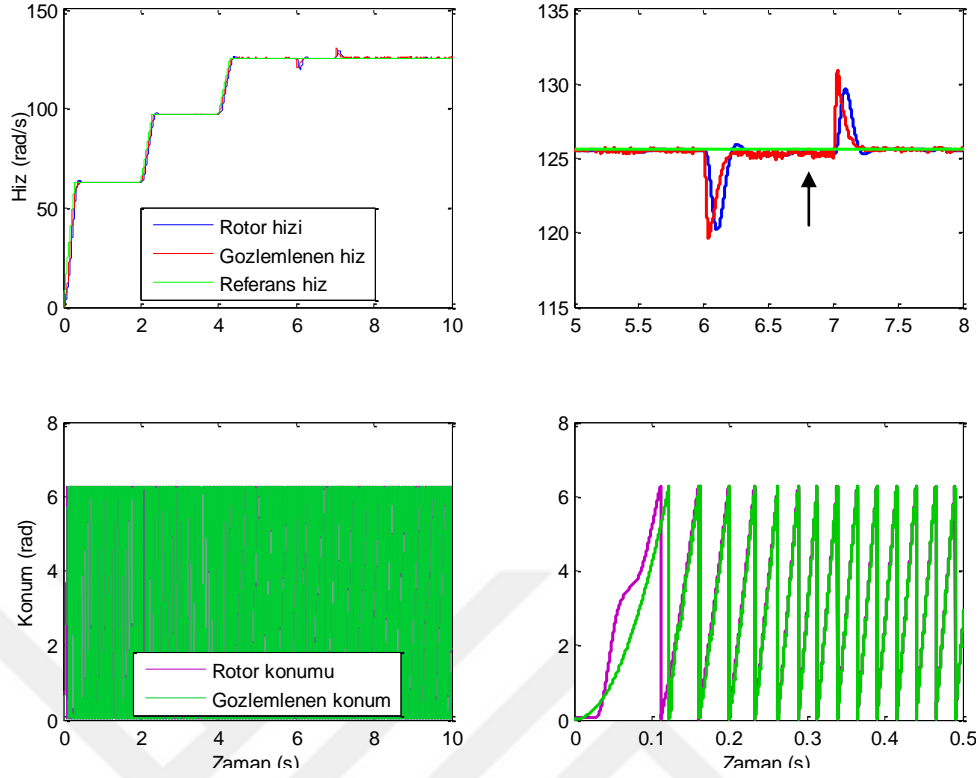 150
100
50
0
Hiz (rad/s)
0 2 4 6 8 10
Rotor hizi
Gozlemlenen hiz
Referans hiz
135
130
125
120
115
5 5.5 6 6.5 7 7.5 8
8
6
4
2
0
Konum (rad)
0 2 4 6 8 10
Zaman (s)
Rotor konumu
Gozlemlenen konum
8
6
4
2
0
0 0.1 0.2 0.3 0.4 0.5
Zaman (s)